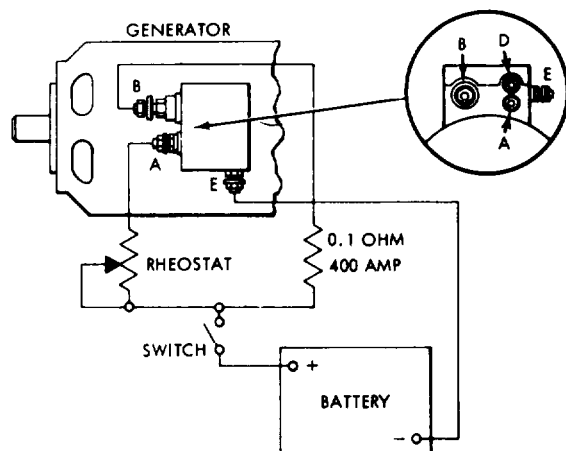 GENERATOR
B
A
E
B
D
E
A
RHEOSTAT
0.1 OHM
400 AMP
SWITCH
+
BATTERY
-